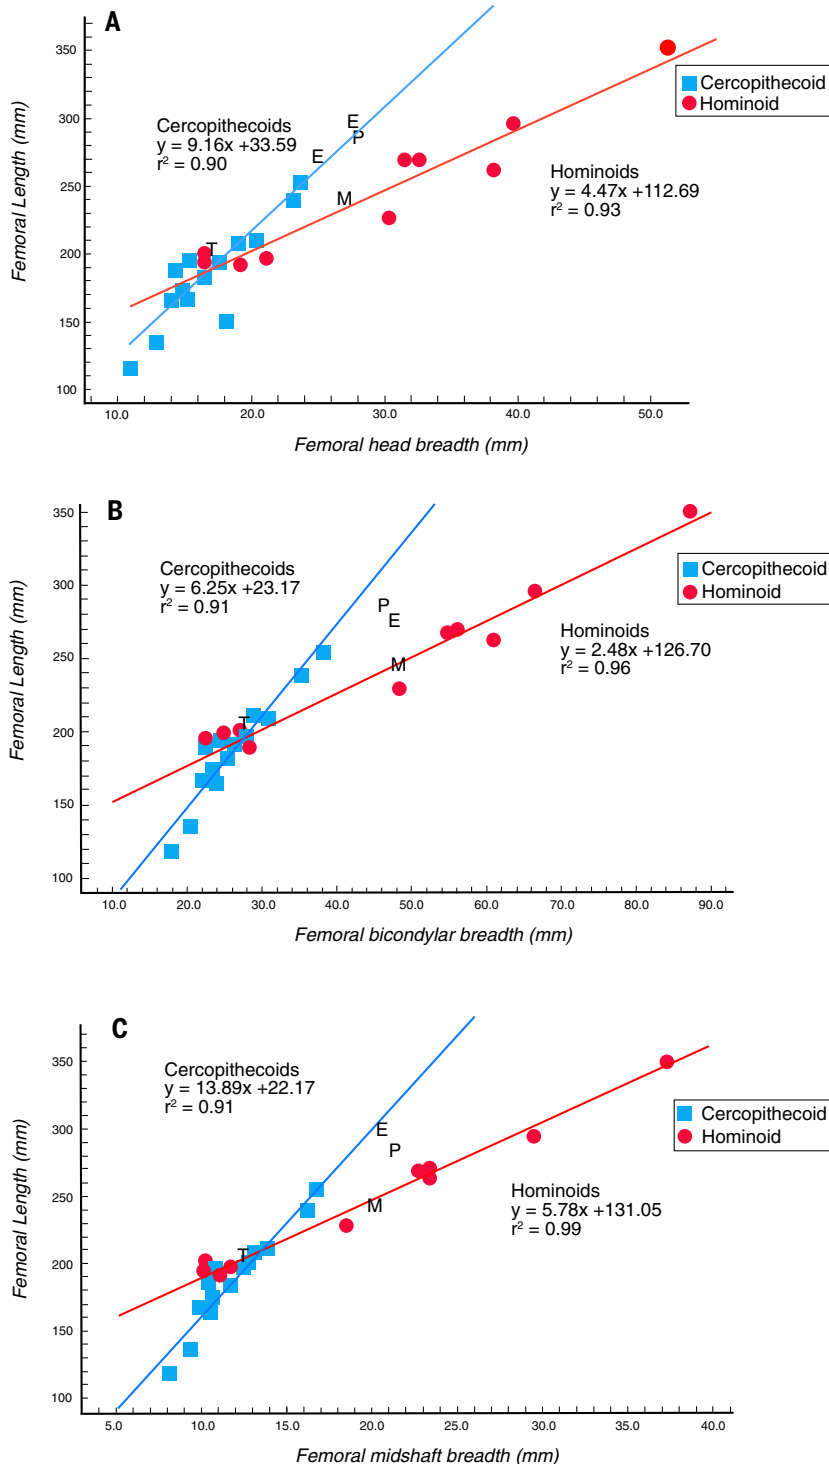 A
350
300
250
200
150
100
Femoral Length (mm)
Cercopithecoids
y = 9.16x +33.59
r² = 0.90
E
P
E
M
T
Cercopithecoid
Hominoid
Hominoids
y = 4.47x +112.69
r² = 0.93
10.0 20.0 30.0 40.0 50.0
Femoral head breadth (mm)
B
350
300
250
200
150
100
Femoral Length (mm)
Cercopithecoids
y = 6.25x +23.17
r² = 0.91
P
E
M
T
Cercopithecoid
Hominoid
Hominoids
y = 2.48x +126.70
r² = 0.96
10.0 20.0 30.0 40.0 50.0 60.0 70.0 80.0 90.0
Femoral bicondylar breadth (mm)
C
350
300
250
200
150
100
Femoral Length (mm)
Cercopithecoids
y = 13.89x +22.17
r² = 0.91
E
P
M
T
Cercopithecoid
Hominoid
Hominoids
y = 5.78x +131.05
r² = 0.99
5.0 10.0 15.0 20.0 25.0 30.0 35.0 40.0
Femoral midshaft breadth (mm)